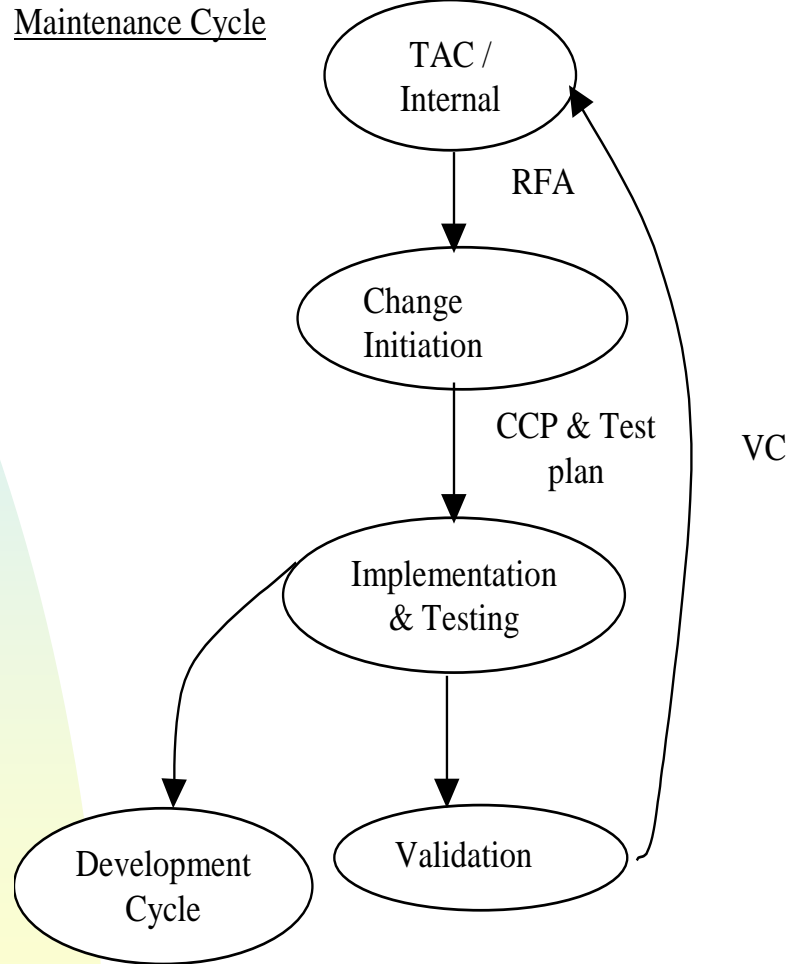 Maintenance Cycle
TAC /
Internal
RFA
Change
Initiation
CCP & Test
plan
VC
Implementation
& Testing
Development
Cycle
Validation